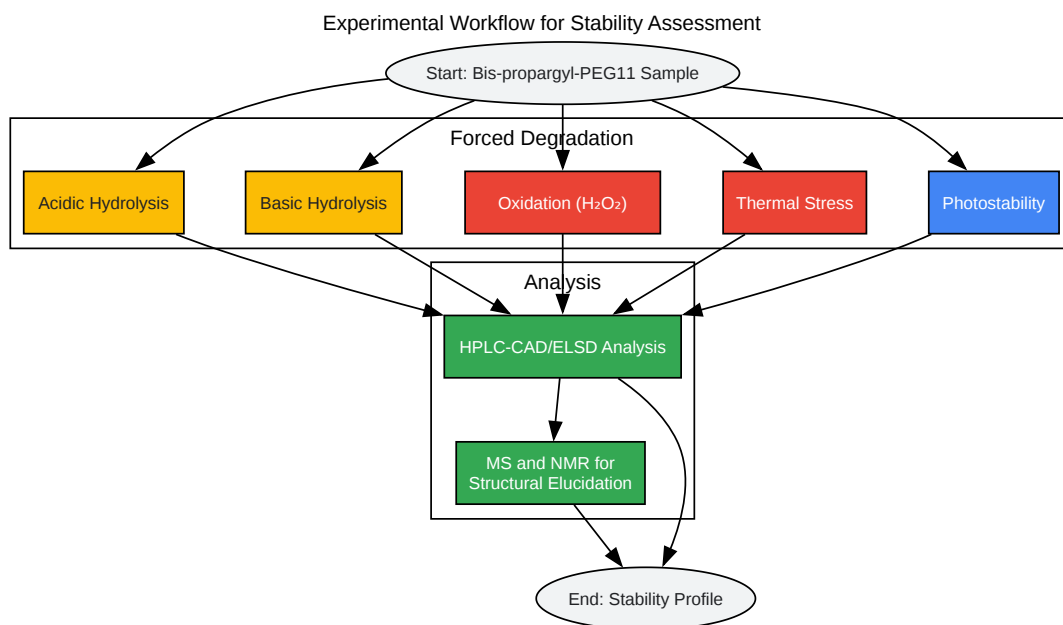 Experimental Workflow for Stability Assessment
Start: Bis-propargyl-PEG11 Sample
Forced Degradation
Acidic Hydrolysis
Basic Hydrolysis
Oxidation (H₂O₂)
Thermal Stress
Photostability
Analysis
HPLC-CAD/ELSD Analysis
MS and NMR for
Structural Elucidation
End: Stability Profile